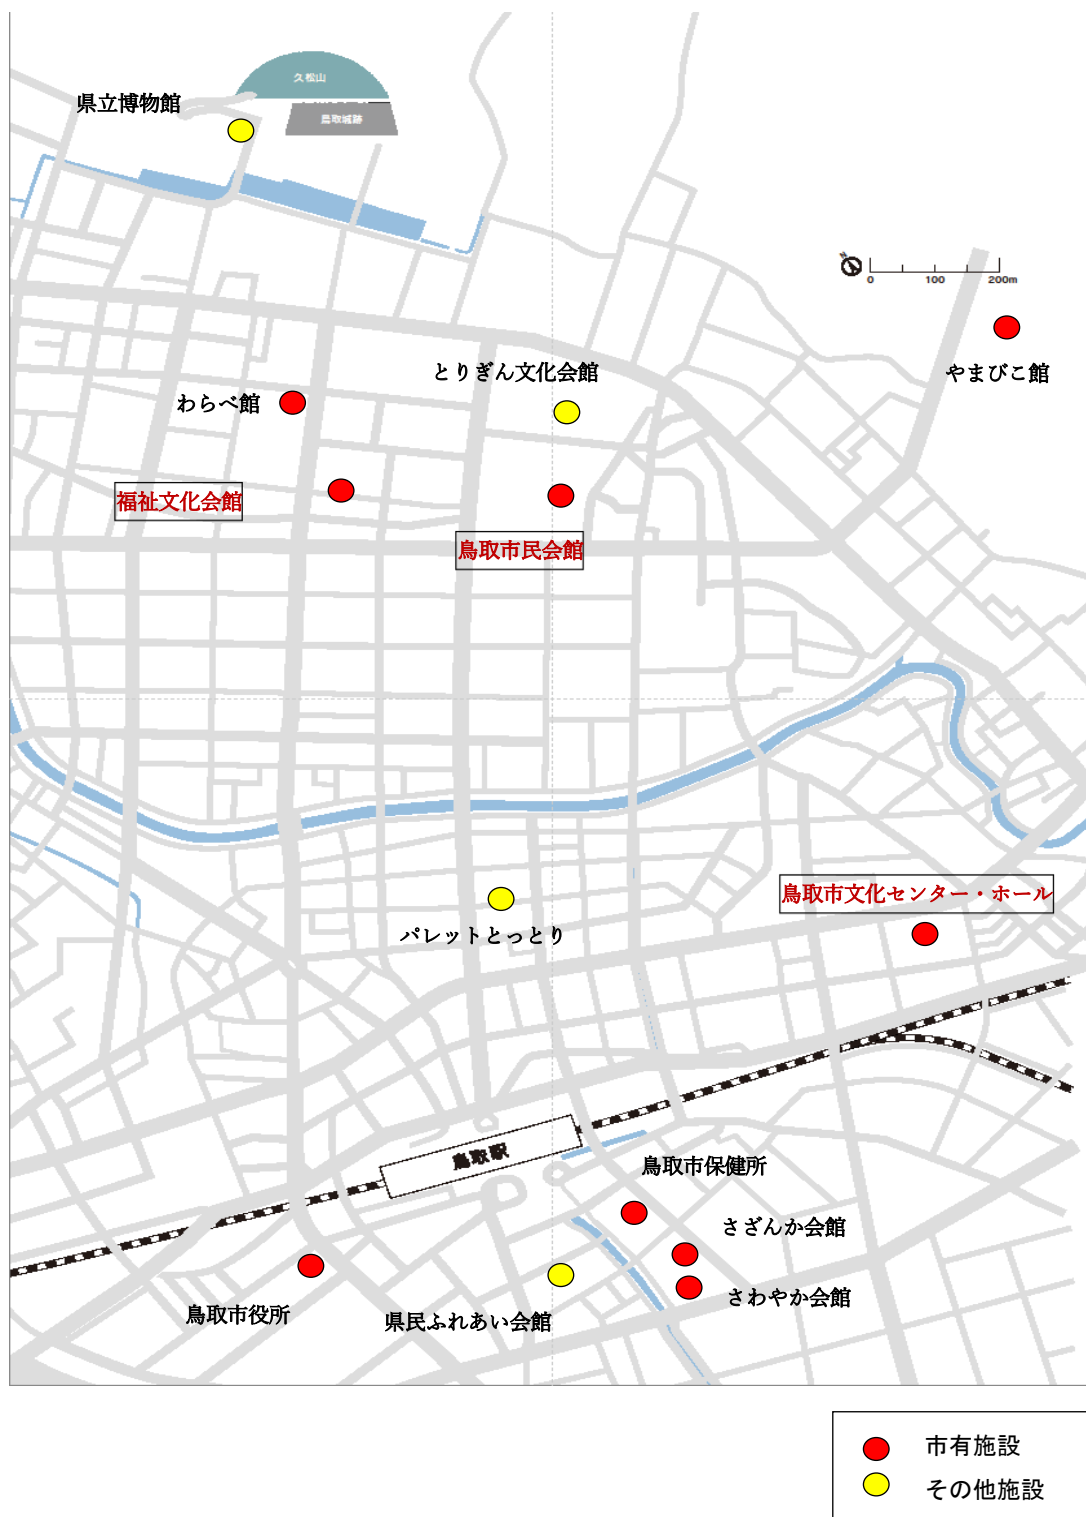 久松山
鳥取城跡
県立博物館
0 100 200m
やまびこ館
とりぎん文化会館
わらべ館
福祉文化会館
鳥取市民会館
鳥取市文化センター・ホール
パレットとっとり
鳥取駅
鳥取市保健所
さざんか会館
さわやか会館
鳥取市役所
県民ふれあい会館
市有施設
その他施設